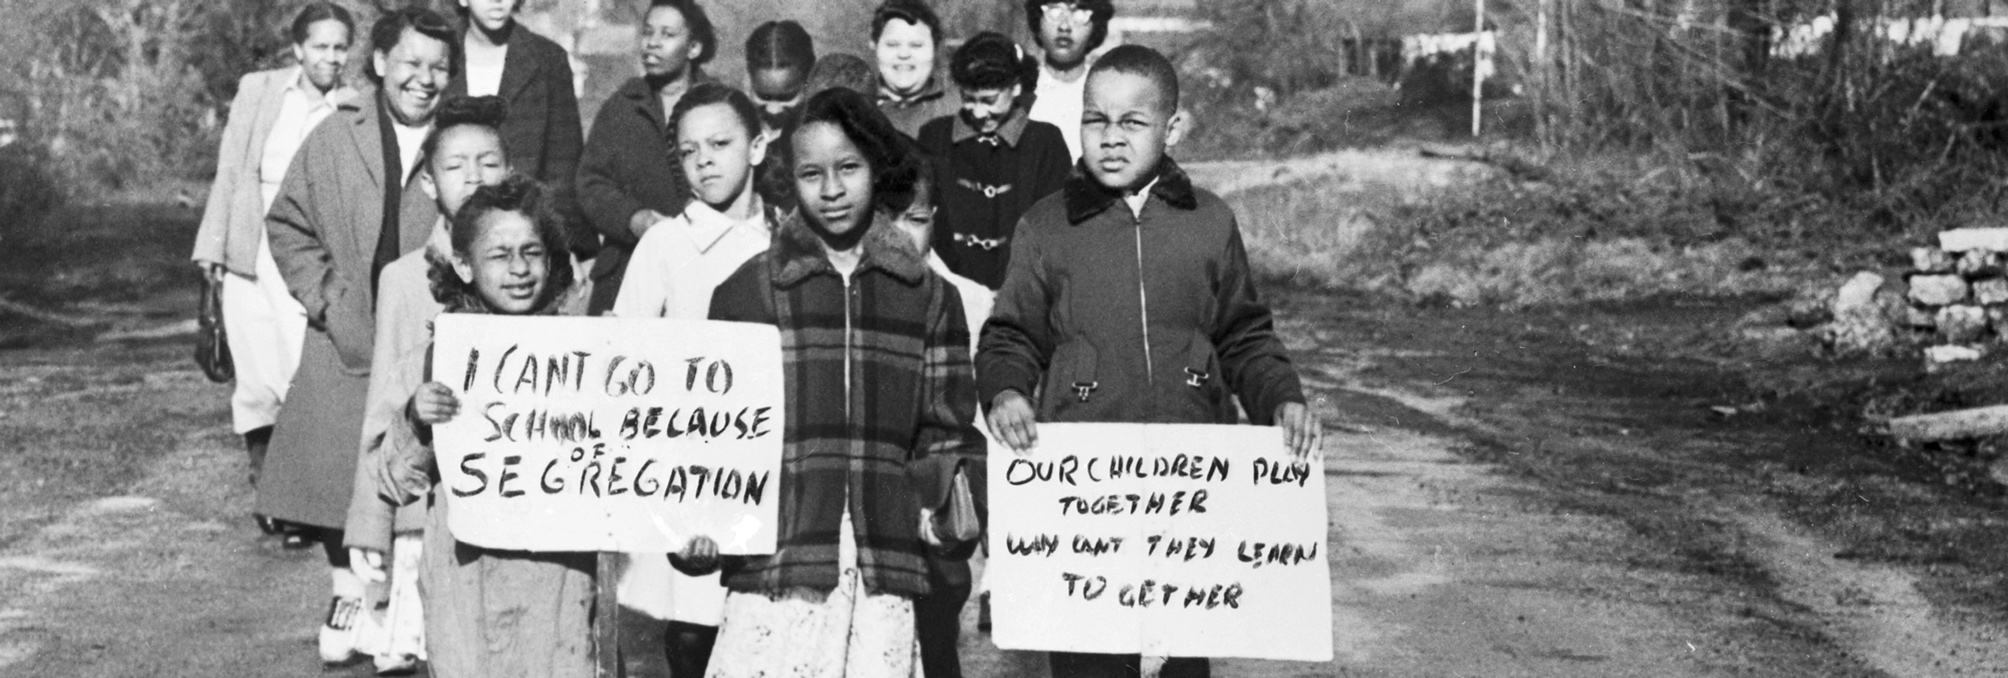 I CANT GO TO
SCHOOL BECAUSE
OF
SEGREGATION
OUR CHILDREN PLAY
TOGETHER
WHY CANT THEY LEARN
TOGETHER